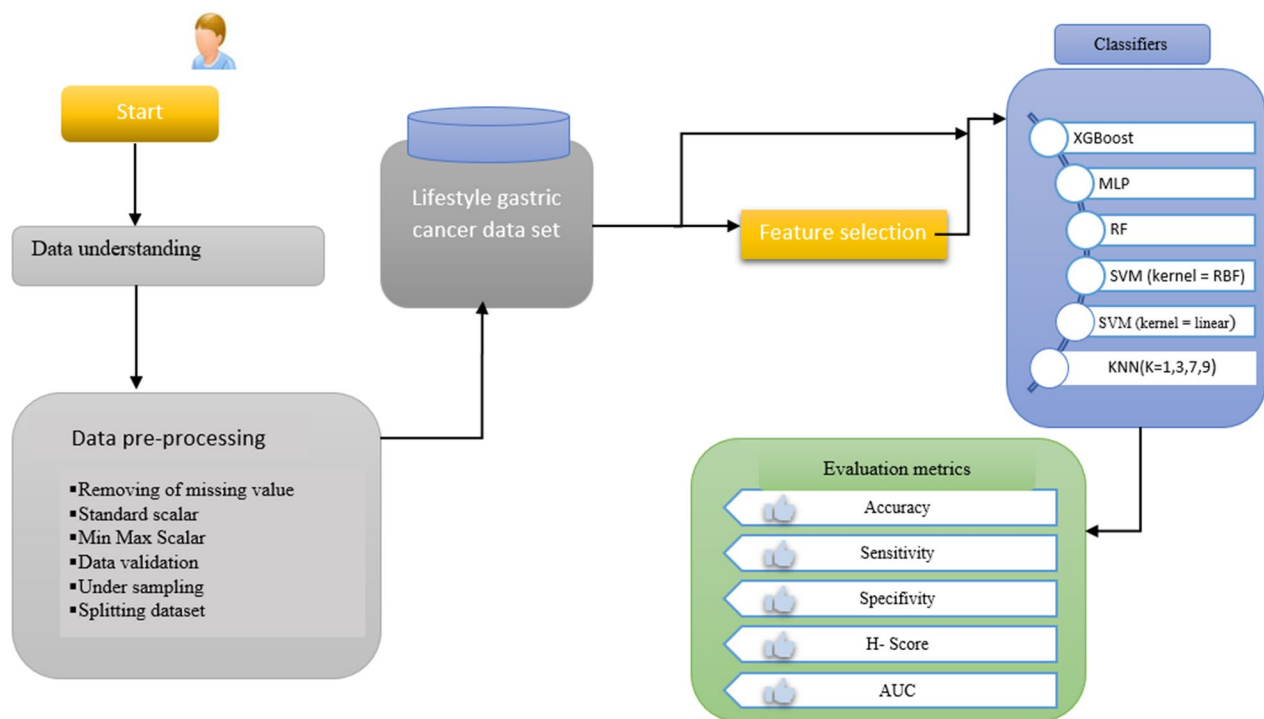 Start
Data understanding
Data pre-processing
▪Removing of missing value
▪Standard scalar
▪Min Max Scalar
▪Data validation
▪Under sampling
▪Splitting dataset
Lifestyle gastric
cancer data set
Feature selection
Classifiers
XGBoost
MLP
RF
SVM (kernel = RBF)
SVM (kernel = linear)
KNN(K=1,3,7,9)
Evaluation metrics
Accuracy
Sensitivity
Specifivity
H- Score
AUC